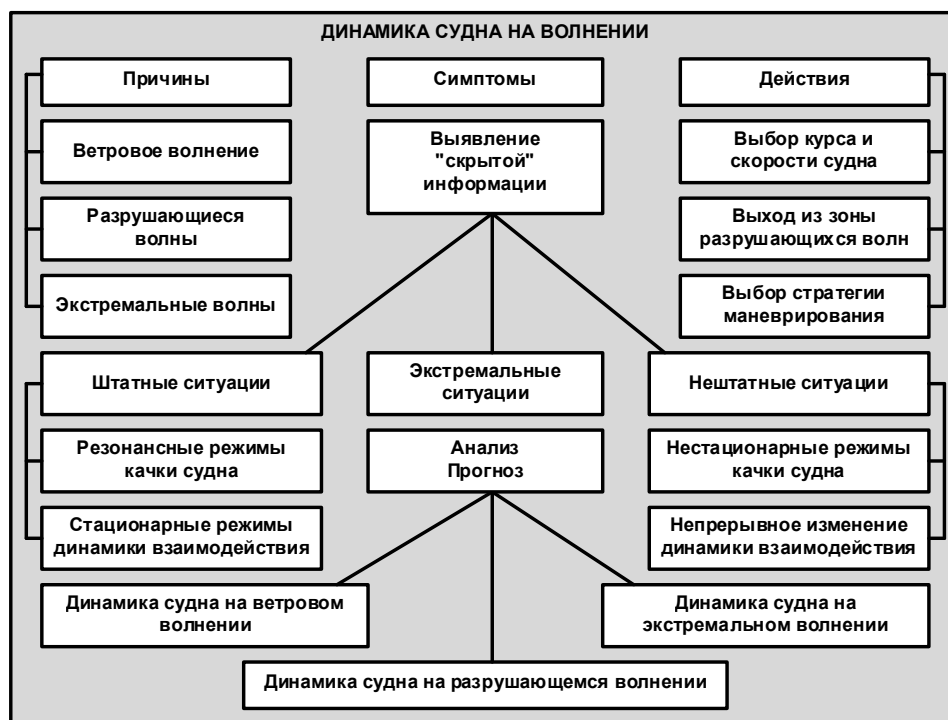 ДИНАМИКА СУДНА НА ВОЛНЕНИИ
Причины
Симптомы
Действия
Ветровое волнение
Выявление
"скрытой"
информации
Выбор курса и
скорости судна
Разрушающиеся
волны
Выход из зоны
разрушающихся волн
Экстремальные волны
Выбор стратегии
маневрирования
Штатные ситуации
Экстремальные
ситуации
Нештатные ситуации
Резонансные режимы
качки судна
Анализ
Прогноз
Нестационарные режимы
качки судна
Стационарные режимы
динамики взаимодействия
Непрерывное изменение
динамики взаимодействия
Динамика судна на ветровом
волнении
Динамика судна на
экстремальном волнении
Динамика судна на разрушающемся волнении